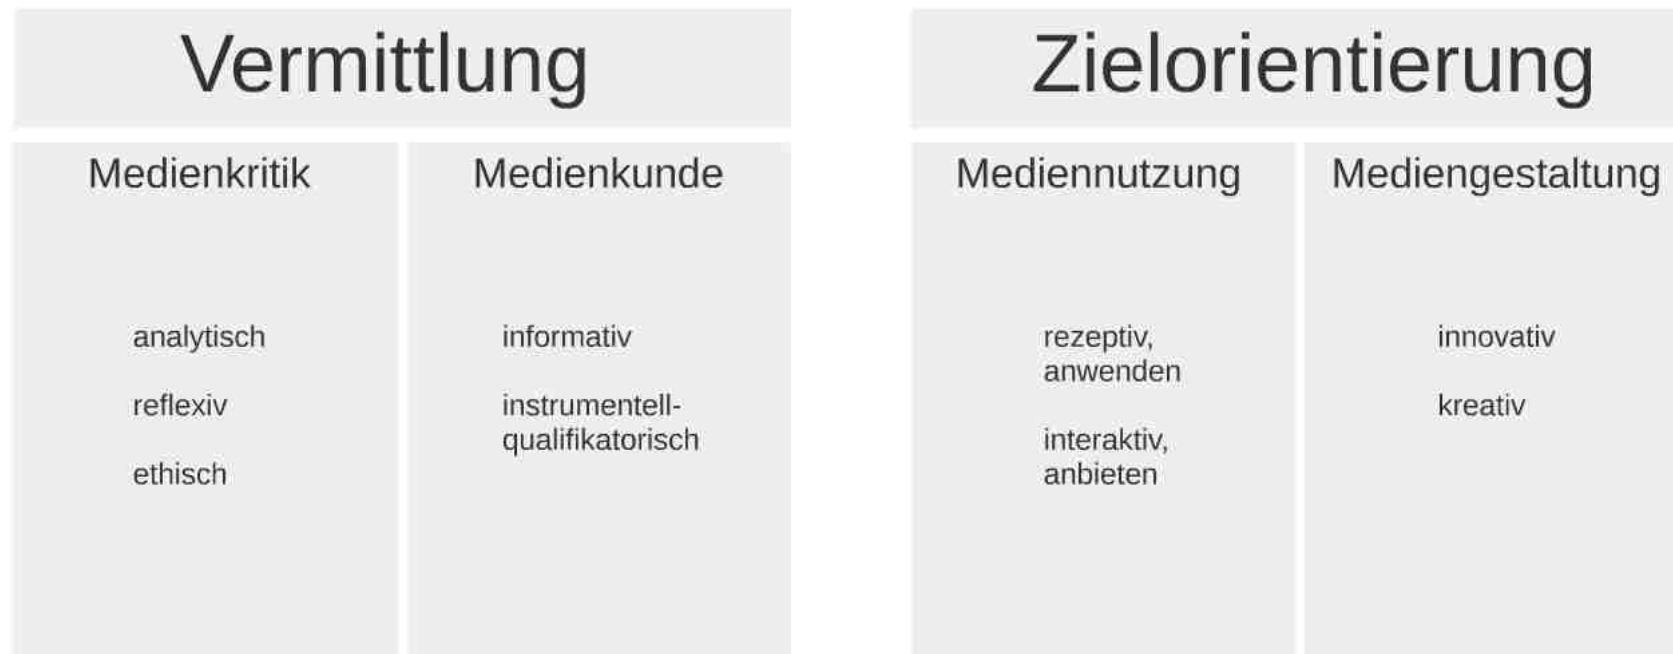 Vermittlung
Medienkritik
analytisch
reflexiv
ethisch
Medienkunde
informativ
instrumentell-
qualifikatorisch
Zielorientierung
Mediennutzung
rezeptiv,
anwenden
interaktiv,
anbieten
Mediengestaltung
innovativ
kreativ